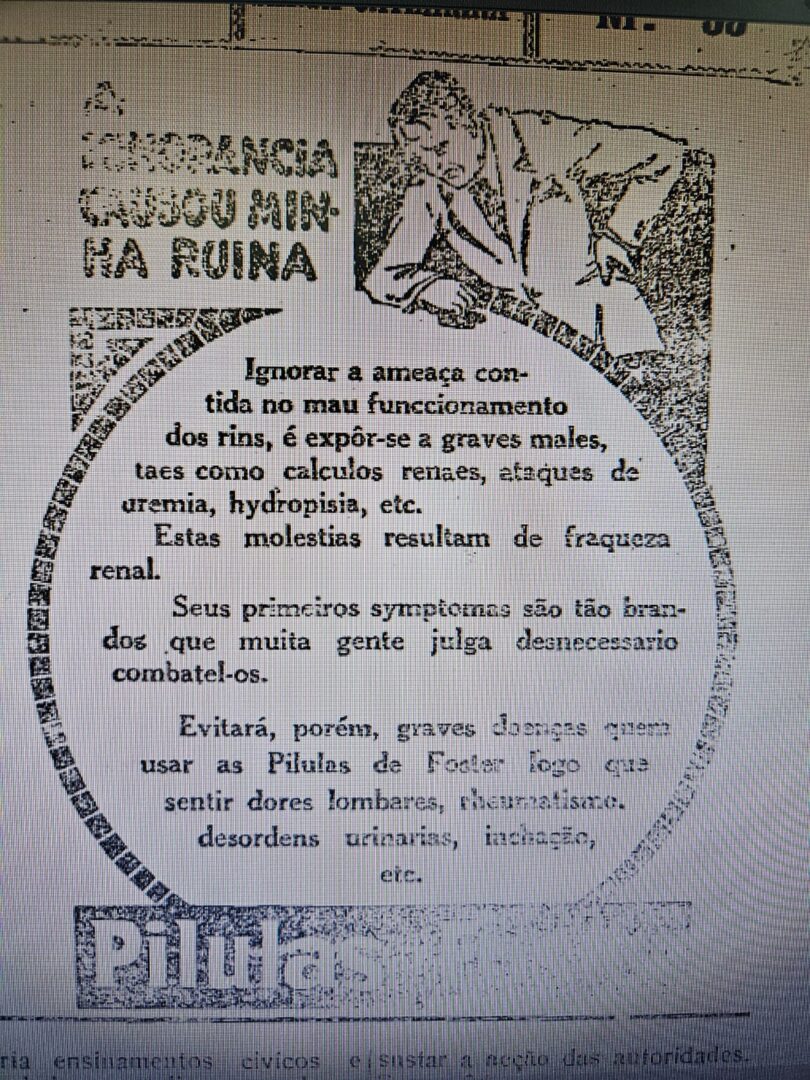 M. 60
A
IGNORANCIA
CAUSOU MIN-
HA RUINA
Ignorar a ameaça con-
tida no mau funccionamento
dos rins, é expôr-se a graves males,
taes como calculos renaes, ataques de
uremia, hydropisia, etc.
Estas molestias resultam de fraqueza
renal.
Seus primeiros symptomas são tão bran-
dos que muita gente julga desnecessario
combatel-os.
Evitará, porém, graves doenças quem
usar as Pilulas de Foster logo que
sentir dores lombares, rheumatismo.
desordens urinarias, inchação,
etc.
Pilulas
ria ensinamentos civicos e sustar a acção das autoridades.